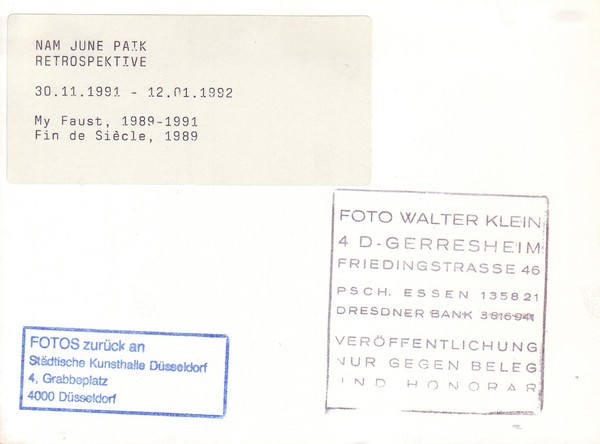 NAM JUNE PAIK
RETROSPEKTIVE
30.11.1991 - 12.01.1992
My Faust, 1989-1991
Fin de Siècle, 1989
FOTO WALTER KLEIN
4 D-GERRESHEIM
FRIEDINGSTRASSE 46
PSCH. ESSEN 1358 21
DRESDNER BANK
VERÖFFENTLICHUNG
NUR GEGEN BELEG
UND HONORAR
FOTOS zurück an
Städtische Kunsthalle Düsseldorf
4, Grabbeplatz
4000 Düsseldorf